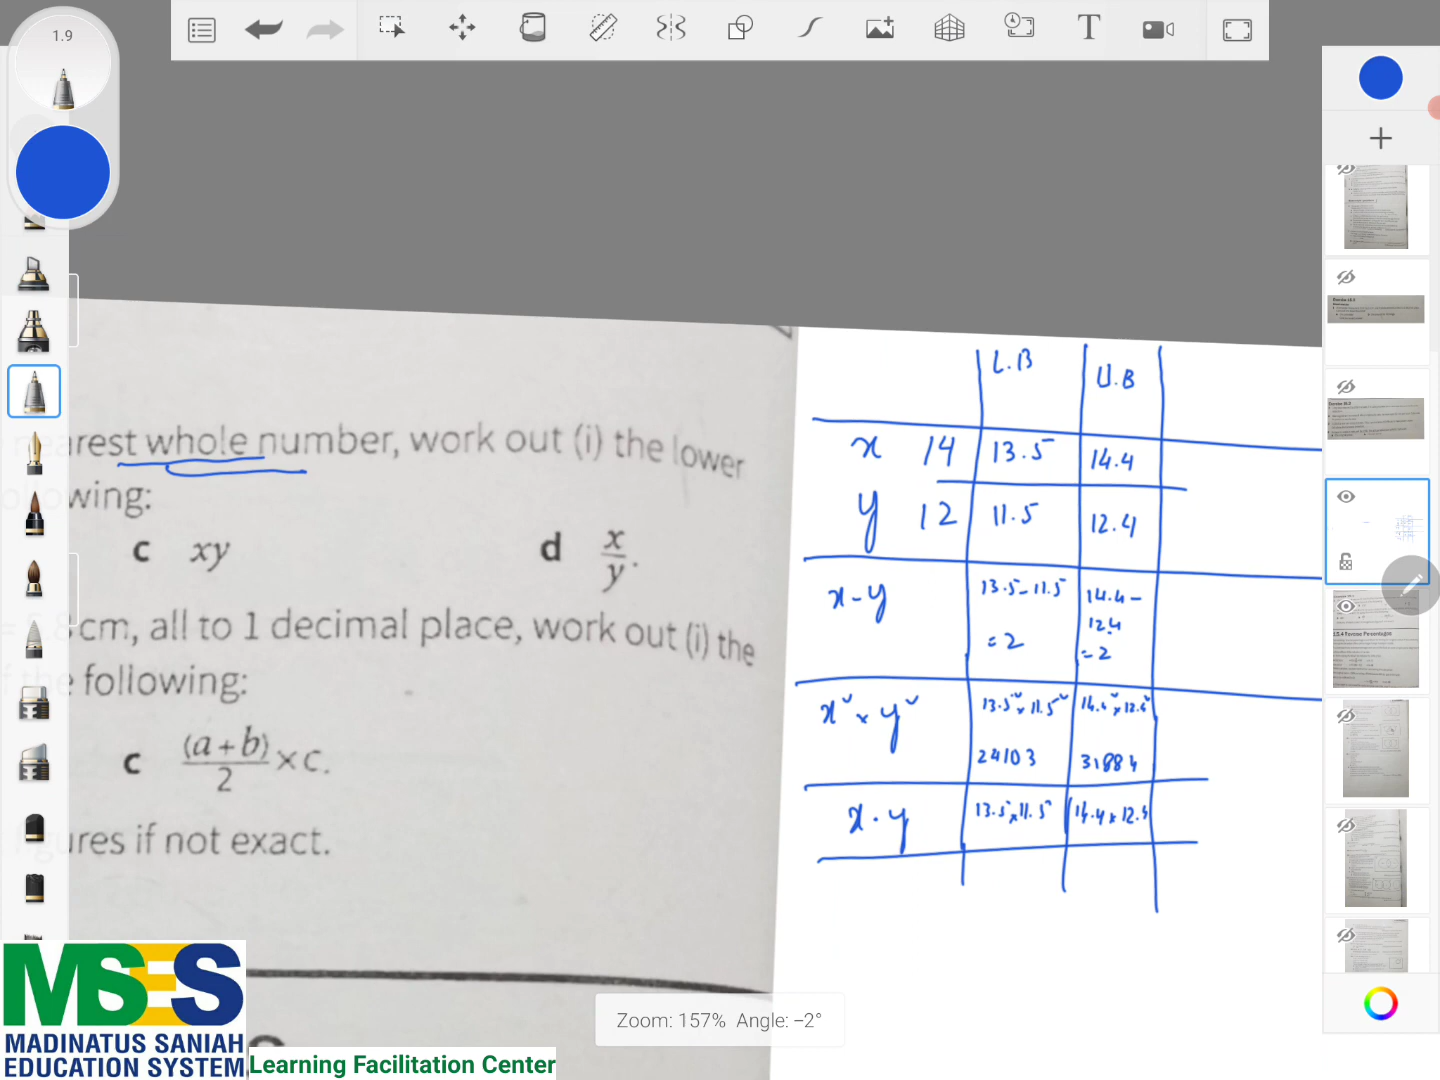 1.9
T
nearest whole number, work out (i) the lower
following:
c xy
d x/y.
8 cm, all to 1 decimal place, work out (i) the
the following:
c (a+b)/2 × c.
figures if not exact.
L.B U.B
x 14 13.5 14.4
y 12 11.5 12.4
x-y 13.5-11.5 14.4-
12.4
=2 =2
x² × y² 13.5² × 11.5² 14.4² × 12.4²
24103 31884
x.y 13.5×11.5 14.4×12.4
Zoom: 157% Angle: −2°
MSES
MADINATUS SANIAH
EDUCATION SYSTEM
Learning Facilitation Center